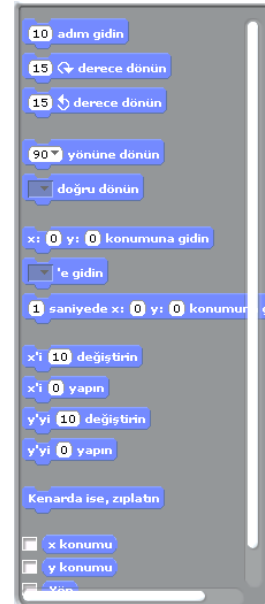 10 adım gidin
15 derece dönün
15 derece dönün
90 yönüne dönün
doğru dönün
x: 0 y: 0 konumuna gidin
'e gidin
1 saniyede x: 0 y: 0 konumuna g
x'i 10 değiştirin
x'i 0 yapın
y'yi 10 değiştirin
y'yi 0 yapın
Kenarda ise, zıplatın
x konumu
y konumu
Yön